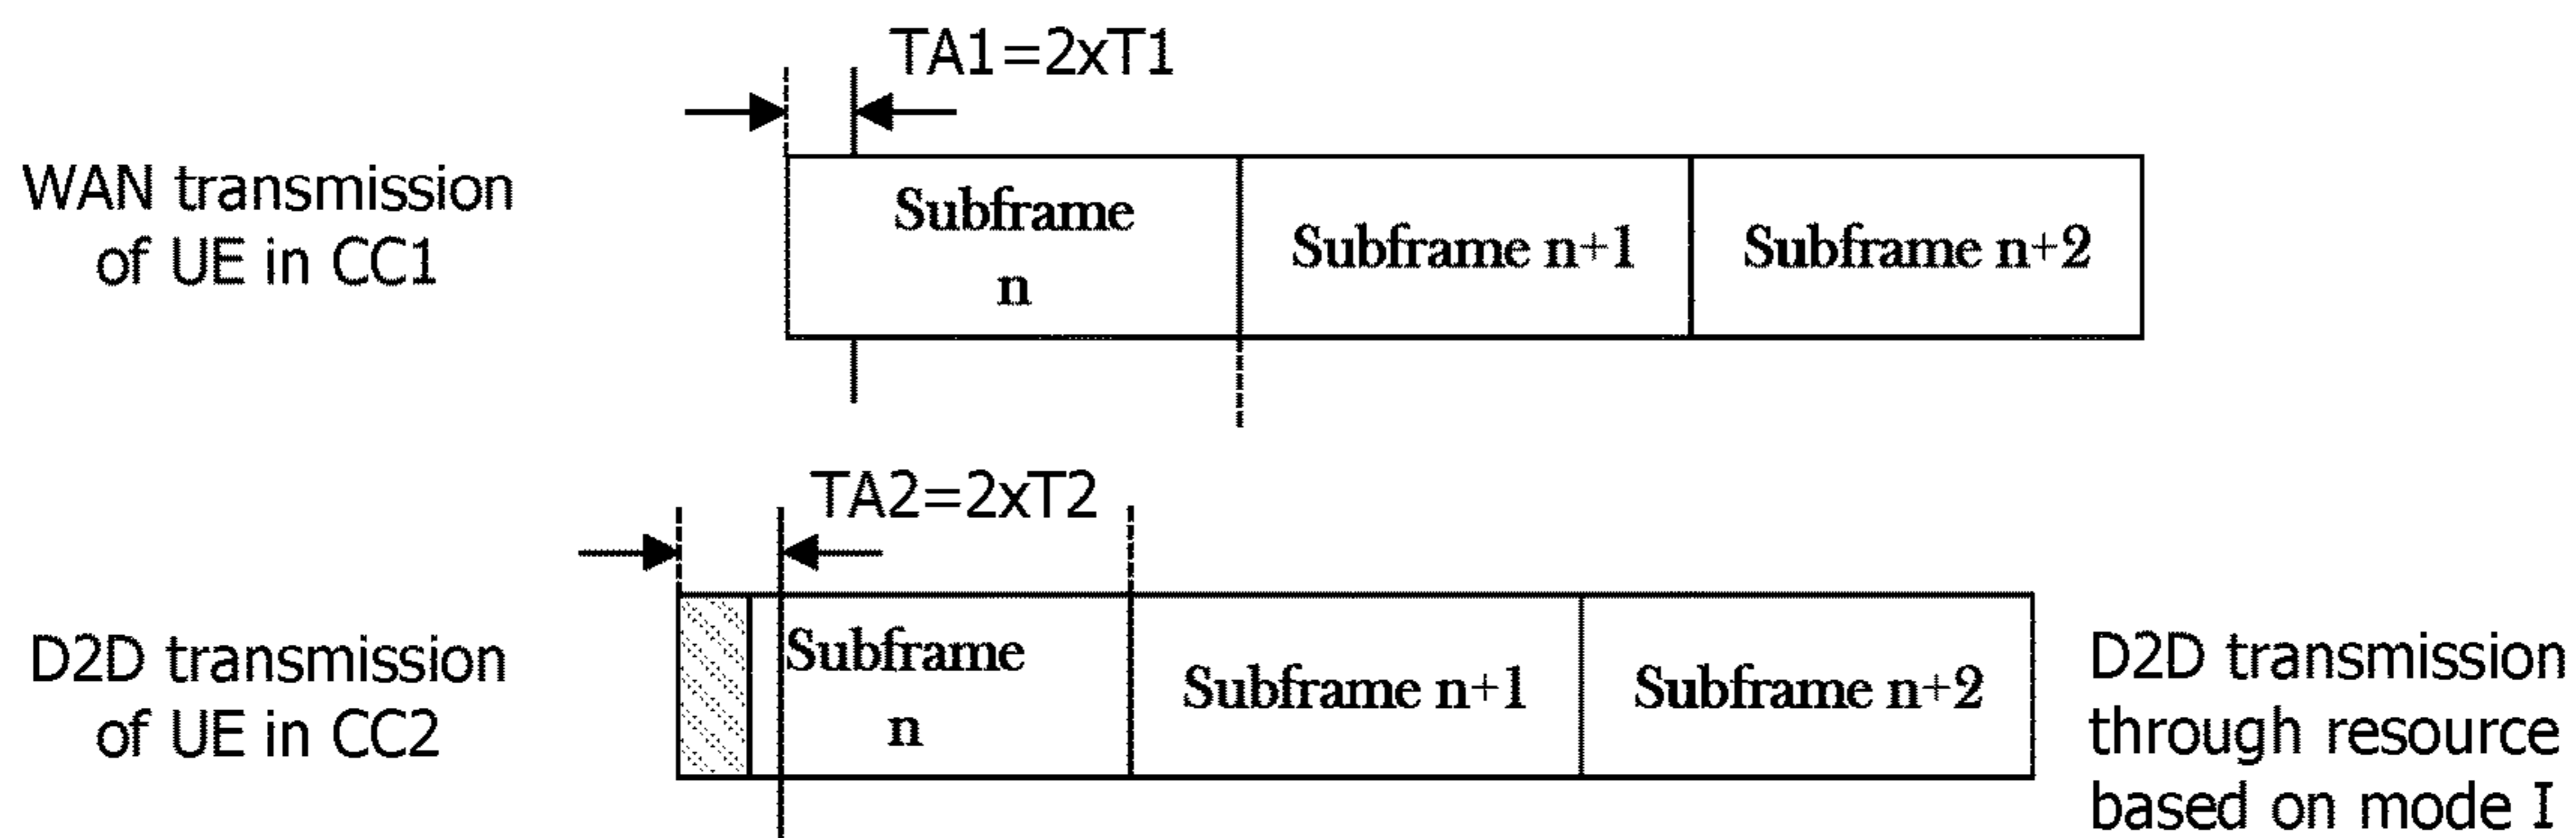 TA1=2xT1
WAN transmission
of UE in CC1
Subframe
n
Subframe n+1
Subframe n+2
TA2=2xT2
D2D transmission
of UE in CC2
Subframe
n
Subframe n+1
Subframe n+2
D2D transmission
through resource
based on mode I